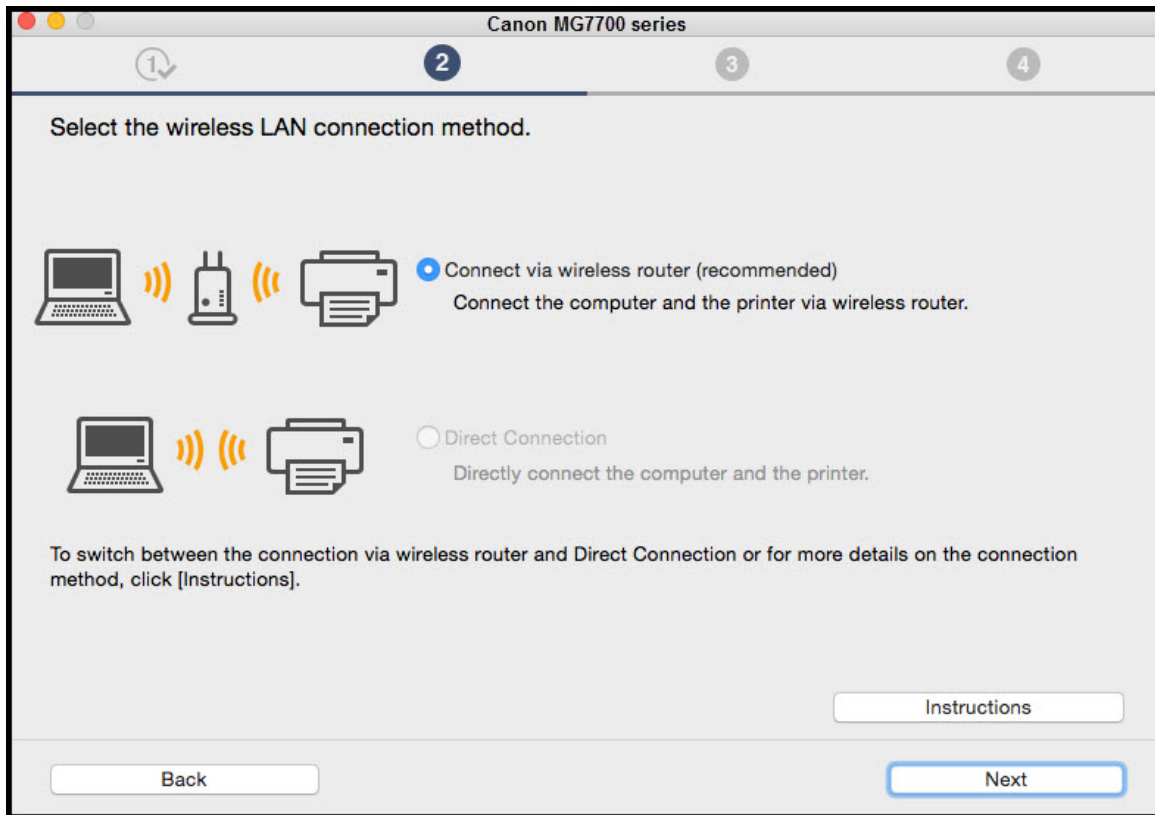 Canon MG7700 series
1 2 3 4
Select the wireless LAN connection method.
Connect via wireless router (recommended)
Connect the computer and the printer via wireless router.
Direct Connection
Directly connect the computer and the printer.
To switch between the connection via wireless router and Direct Connection or for more details on the connection
method, click [Instructions].
Instructions
Back Next